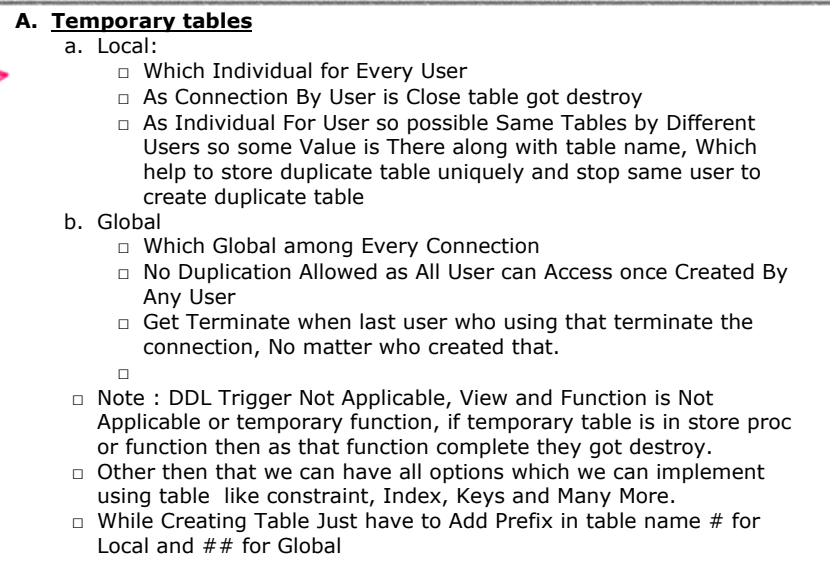 A. Temporary tables
a. Local:
□ Which Individual for Every User
□ As Connection By User is Close table got destroy
□ As Individual For User so possible Same Tables by Different
Users so some Value is There along with table name, Which
help to store duplicate table uniquely and stop same user to
create duplicate table
b. Global
□ Which Global among Every Connection
□ No Duplication Allowed as All User can Access once Created By
Any User
□ Get Terminate when last user who using that terminate the
connection, No matter who created that.
□
□ Note : DDL Trigger Not Applicable, View and Function is Not
Applicable or temporary function, if temporary table is in store proc
or function then as that function complete they got destroy.
□ Other then that we can have all options which we can implement
using table  like constraint, Index, Keys and Many More.
□ While Creating Table Just have to Add Prefix in table name # for
Local and ## for Global